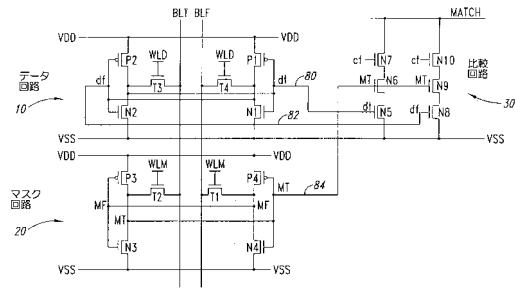 BLT BLF MATCH
VDD VDD
WLD WLD cf N7 cf N10
P2 P1
データ
回路
10
df T3 T4 dt 80 MT N6 MT N9
比較
回路
30
N2 N1 82 dt N5 df N8
VSS VSS
VDD VDD
マスク
回路
20
P3 WLM WLM P4 MT 84
T2 T1
MF MF
MT
N3 N4
VSS VSS